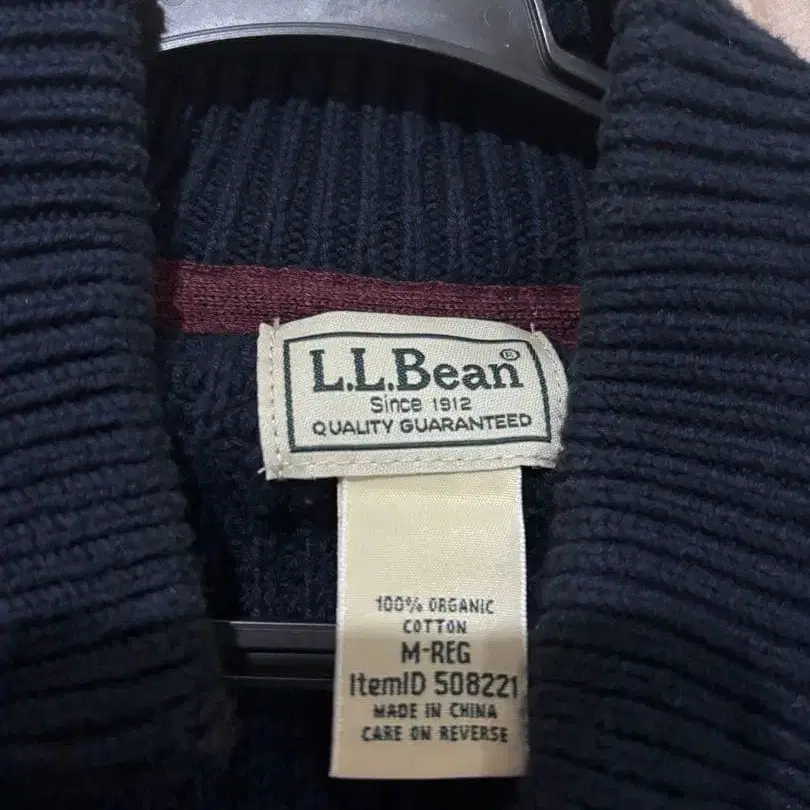 L.L.Bean®
Since 1912
QUALITY GUARANTEED
100% ORGANIC
COTTON
M-REG
ItemID 508221
MADE IN CHINA
CARE ON REVERSE